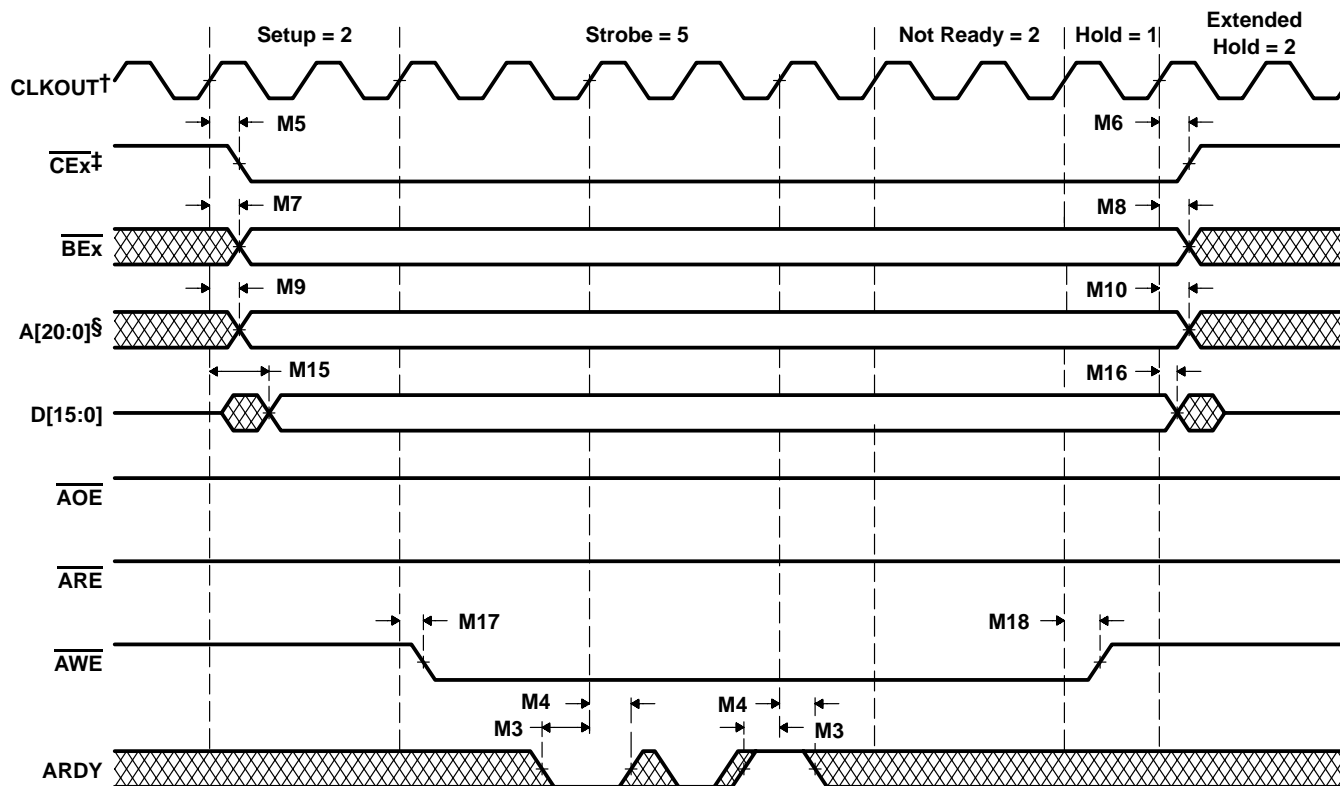 Setup = 2
Strobe = 5
Not Ready = 2
Hold = 1
Extended
Hold = 2
CLKOUT†
M5
M6
CEx‡
M7
M8
BEx
M9
M10
A[20:0]§
M15
M16
D[15:0]
AOE
ARE
M17
M18
AWE
M4
M4
M3
M3
ARDY